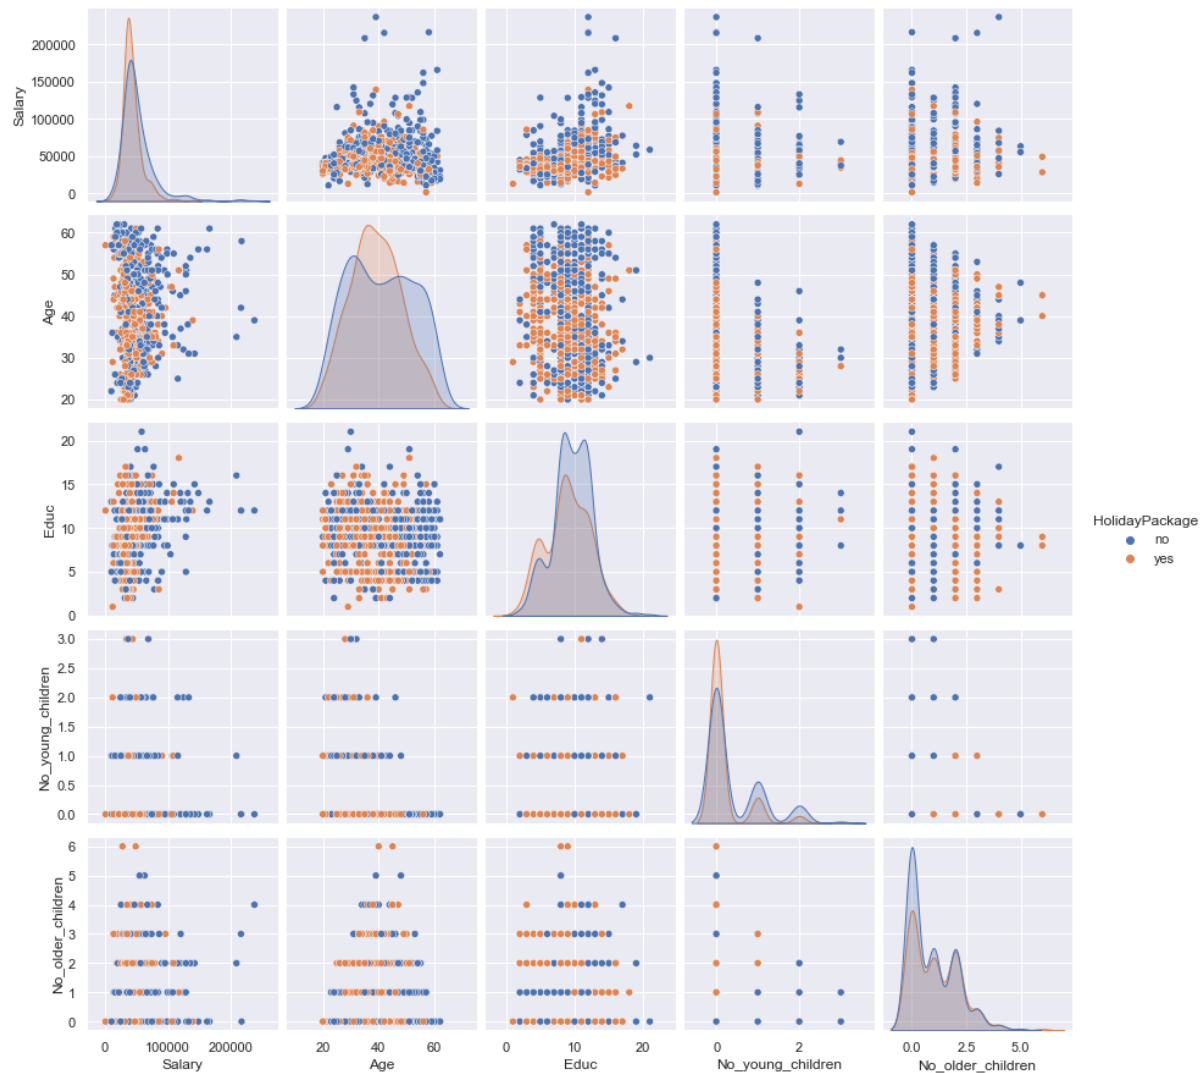 200000
150000
100000
50000
0
Salary
60
50
40
30
20
Age
20
15
10
5
0
Educ
HolidayPackage
no
yes
3.0
2.5
2.0
1.5
1.0
0.5
0.0
No_young_children
6
5
4
3
2
1
0
No_older_children
0 100000 200000
20 40 60
0 10 20
0 2
0.0 2.5 5.0
Salary
Age
Educ
No_young_children
No_older_children